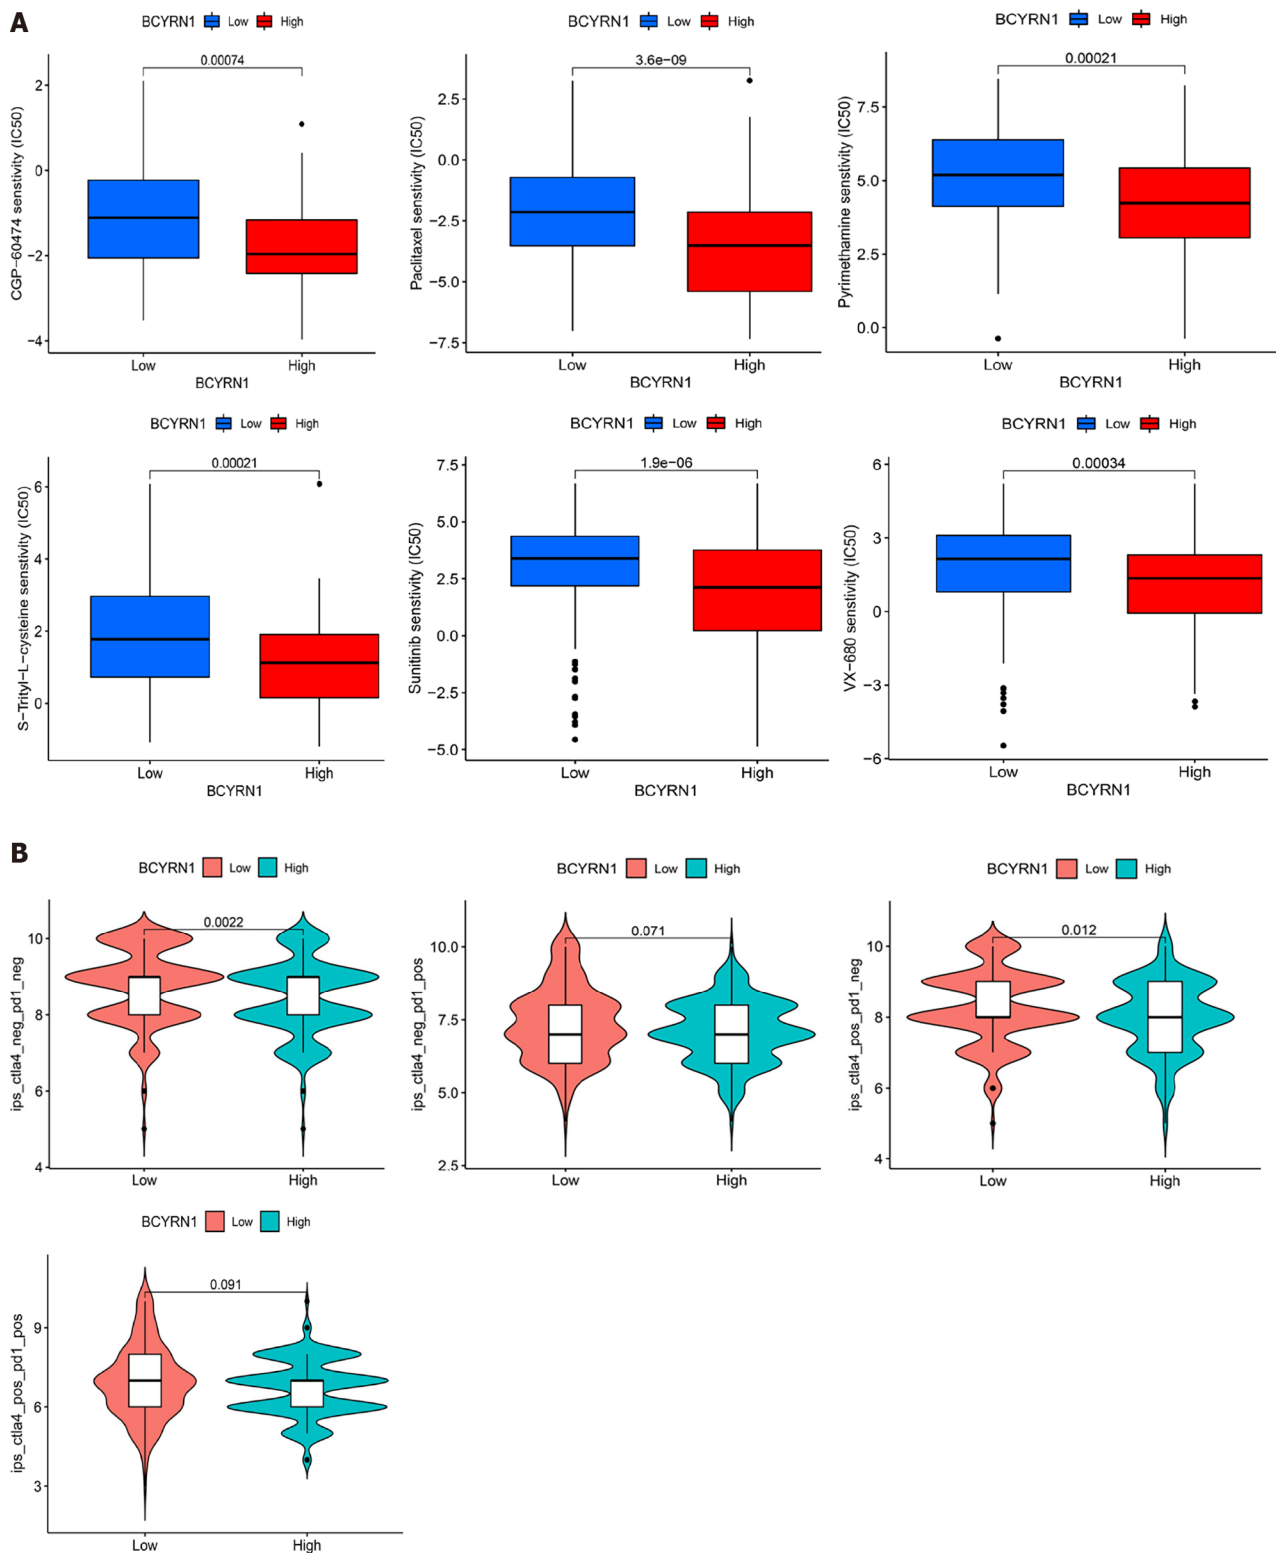 A
BCYRN1 Low High
0.00074
CGP−60474 senstivity (IC50)
2
0
−2
−4
Low High
BCYRN1
BCYRN1 Low High
3.6e−09
Paclitaxel senstivity (IC50)
2.5
0.0
−2.5
−5.0
−7.5
Low High
BCYRN1
BCYRN1 Low High
0.00021
Pyrimethamine senstivity (IC50)
7.5
5.0
2.5
0.0
Low High
BCYRN1
BCYRN1 Low High
0.00021
S−Trityl−L−cysteine senstivity (IC50)
6
4
2
0
Low High
BCYRN1
BCYRN1 Low High
1.9e−06
Sunitinib senstivity (IC50)
7.5
5.0
2.5
0.0
−2.5
−5.0
Low High
BCYRN1
BCYRN1 Low High
0.00034
VX−680 senstivity (IC50)
6
3
0
−3
−6
Low High
BCYRN1
B
BCYRN1 Low High
0.0022
ips_ctla4_neg_pd1_neg
10
8
6
4
Low High
BCYRN1 Low High
0.071
ips_ctla4_neg_pd1_pos
10.0
7.5
5.0
2.5
Low High
BCYRN1 Low High
0.012
ips_ctla4_pos_pd1_neg
10
8
6
4
Low High
BCYRN1 Low High
0.091
ips_ctla4_pos_pd1_pos
9
6
3
Low High